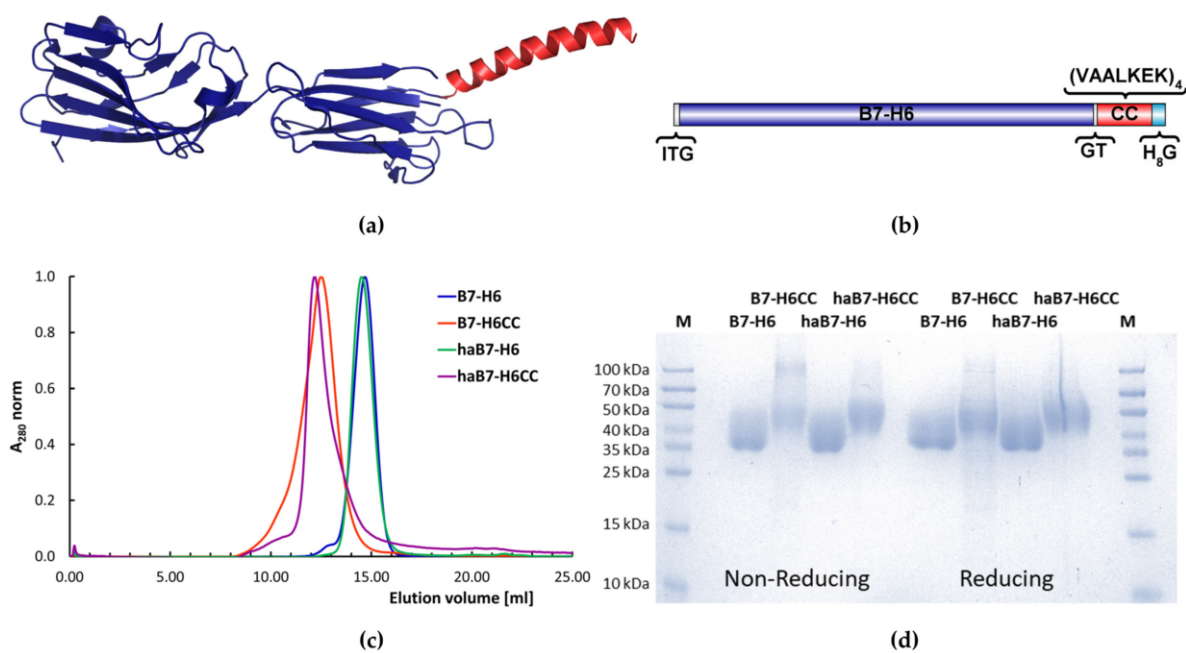 (a)
(VAALKEK)4
B7-H6
CC
ITG
GT
H8G
(b)
1.0
0.8
0.6
0.4
0.2
0.0
A280 norm
B7-H6
B7-H6CC
haB7-H6
haB7-H6CC
0.00 5.00 10.00 15.00 20.00 25.00
Elution volume [ml]
(c)
B7-H6CC haB7-H6CC B7-H6CC haB7-H6CC
M B7-H6 haB7-H6 B7-H6 haB7-H6 M
100 kDa
70 kDa
50 kDa
40 kDa
35 kDa
25 kDa
15 kDa
10 kDa
Non-Reducing Reducing
(d)